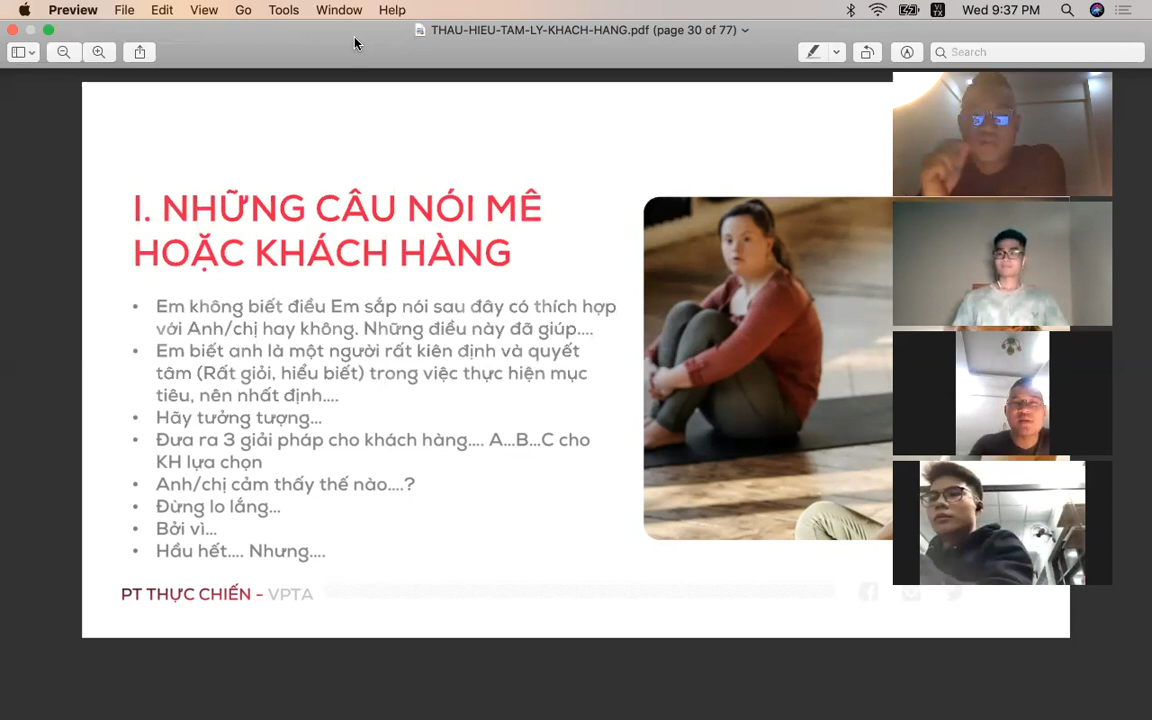 Preview File Edit View Go Tools Window Help
VI
TX
Wed 9:37 PM
THAU-HIEU-TAM-LY-KHACH-HANG.pdf (page 30 of 77)
Search
I. NHỮNG CÂU NÓI MÊ
HOẶC KHÁCH HÀNG
• Em không biết điều Em sắp nói sau đây có thích hợp
với Anh/chị hay không. Những điều này đã giúp....
• Em biết anh là một người rất kiên định và quyết
tâm (Rất giỏi, hiểu biết) trong việc thực hiện mục
tiêu, nên nhất định....
• Hãy tưởng tượng...
• Đưa ra 3 giải pháp cho khách hàng.... A...B...C cho
KH lựa chọn
• Anh/chị cảm thấy thế nào....?
• Đừng lo lắng...
• Bởi vì...
• Hầu hết.... Nhưng....
PT THỰC CHIẾN - VPTA